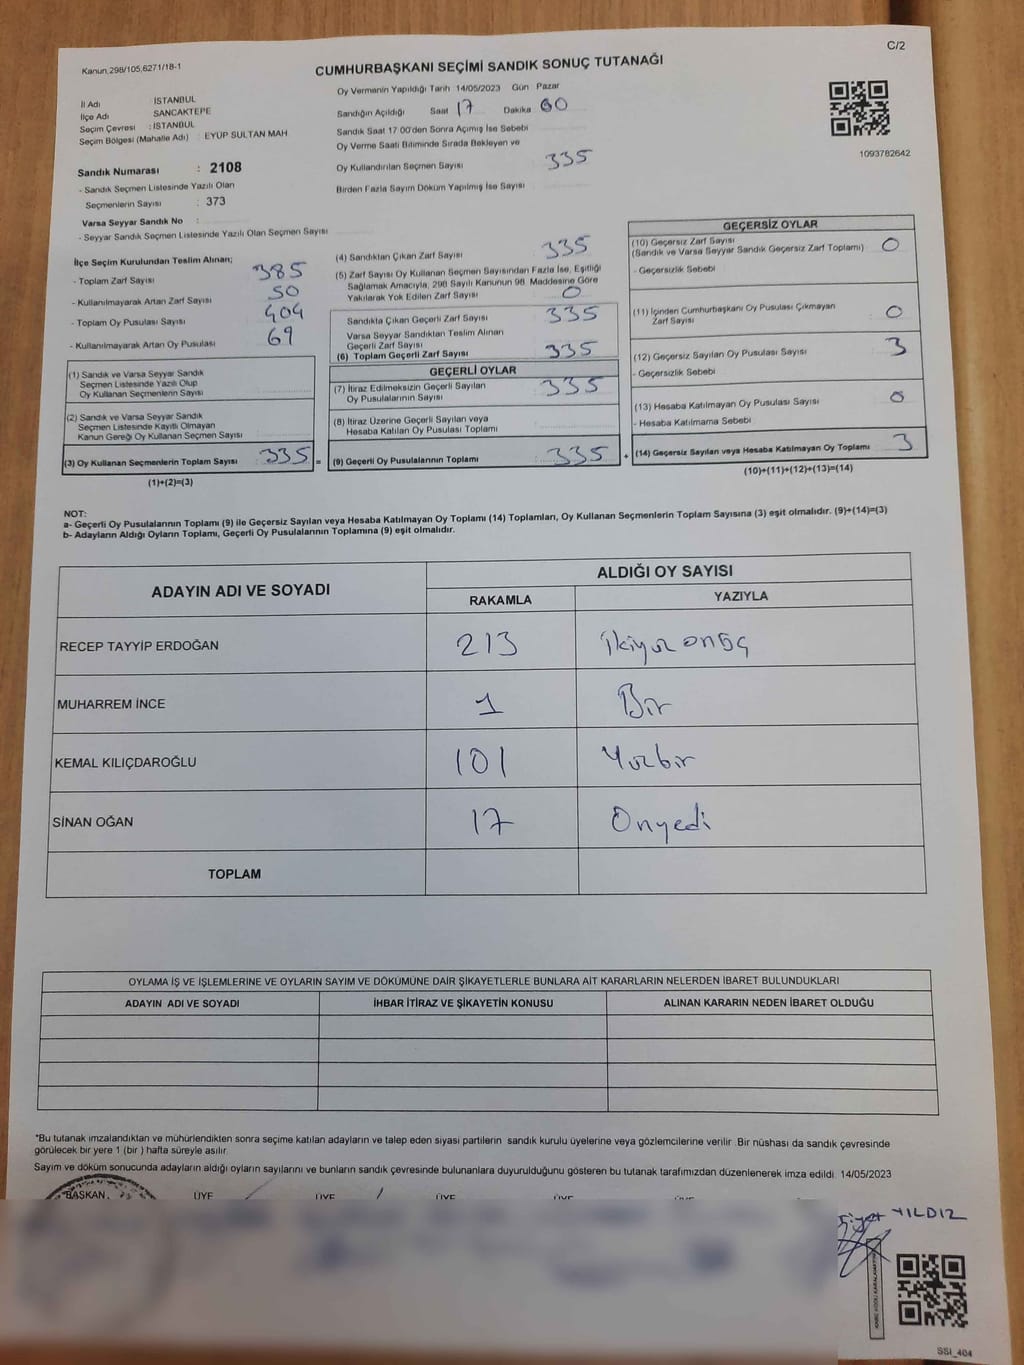 C/2
Kanun,298/105,6271/18-1
CUMHURBAŞKANI SEÇİMİ SANDIK SONUÇ TUTANAĞI
İl Adı İSTANBUL
İlçe Adı SANCAKTEPE
Seçim Çevresi : İSTANBUL
Seçim Bölgesi (Mahalle Adı) : EYÜP SULTAN MAH
Sandık Numarası : 2108
- Sandık Seçmen Listesinde Yazılı Olan
Seçmenlerin Sayısı : 373
Varsa Seyyar Sandık No :
- Seyyar Sandık Seçmen Listesinde Yazılı Olan Seçmen Sayısı
Oy Vermenin Yapıldığı Tarih 14/05/2023 Gün Pazar
Sandığın Açıldığı Saat 17 Dakika 60
Sandık Saat 17 00'den Sonra Açımış İse Sebebi
Oy Verme Saati Bitiminde Sırada Bekleyen ve
Oy Kullandırılan Seçmen Sayısı 335
Birden Fazla Sayım Döküm Yapılmış İse Sayısı
1093782642
İlçe Seçim Kurulundan Teslim Alınan;
- Toplam Zarf Sayısı 385
- Kullanılmayarak Artan Zarf Sayısı 50
- Toplam Oy Pusulası Sayısı 404
- Kullanılmayarak Artan Oy Pusulası 69
(1) Sandık ve Varsa Seyyar Sandık
Seçmen Listesinde Yazılı Olup
Oy Kullanan Seçmenlerin Sayısı
(2) Sandık ve Varsa Seyyar Sandık
Seçmen Listesinde Kayıtlı Olmayan
Kanun Gereği Oy Kullanan Seçmen Sayısı
(3) Oy Kullanan Seçmenlerin Toplam Sayısı 335 =
(1)+(2)=(3)
(4) Sandıktan Çıkan Zarf Sayısı 335
(5) Zarf Sayısı Oy Kullanan Seçmen Sayısından Fazla İse, Eşitliği
Sağlamak Amacıyla, 298 Sayılı Kanunun 98. Maddesine Göre
Yakılarak Yok Edilen Zarf Sayısı 0
Sandıkta Çıkan Geçerli Zarf Sayısı 335
Varsa Seyyar Sandıktan Teslim Alınan
Geçerli Zarf Sayısı
(6) Toplam Geçerli Zarf Sayısı 335
GEÇERLİ OYLAR
(7) İtiraz Edilmeksizin Geçerli Sayılan
Oy Pusulalarının Sayısı 335
(8) İtiraz Üzerine Geçerli Sayılan veya
Hesaba Katılan Oy Pusulası Toplamı
(9) Geçerli Oy Pusulalarının Toplamı 335 +
GEÇERSİZ OYLAR
(10) Geçersiz Zarf Sayısı
(Sandık ve Varsa Seyyar Sandık Geçersiz Zarf Toplamı) 0
- Geçersizlik Sebebi
(11) İçinden Cumhurbaşkanı Oy Pusulası Çıkmayan
Zarf Sayısı 0
(12) Geçersiz Sayılan Oy Pusulası Sayısı 3
- Geçersizlik Sebebi
(13) Hesaba Katılmayan Oy Pusulası Sayısı 0
- Hesaba Katılmama Sebebi
(14) Geçersiz Sayılan veya Hesaba Katılmayan Oy Toplamı 3
(10)+(11)+(12)+(13)=(14)
NOT:
a- Geçerli Oy Pusulalarının Toplamı (9) ile Geçersiz Sayılan veya Hesaba Katılmayan Oy Toplamı (14) Toplamları, Oy Kullanan Seçmenlerin Toplam Sayısına (3) eşit olmalıdır. (9)+(14)=(3)
b- Adayların Aldığı Oyların Toplamı, Geçerli Oy Pusulalarının Toplamına (9) eşit olmalıdır.
ADAYIN ADI VE SOYADI ALDIĞI OY SAYISI
RAKAMLA YAZIYLA
RECEP TAYYİP ERDOĞAN 213 ikiyüz onüç
MUHARREM İNCE 1 Bir
KEMAL KILIÇDAROĞLU 101 Yüzbir
SİNAN OĞAN 17 Onyedi
TOPLAM
OYLAMA İŞ VE İŞLEMLERİNE VE OYLARIN SAYIM VE DÖKÜMÜNE DAİR ŞİKAYETLERLE BUNLARA AİT KARARLARIN NELERDEN İBARET BULUNDUKLARI
ADAYIN ADI VE SOYADI İHBAR İTİRAZ VE ŞİKAYETİN KONUSU ALINAN KARARIN NEDEN İBARET OLDUĞU
"Bu tutanak imzalandıktan ve mühürlendikten sonra seçime katılan adayların ve talep eden siyasi partilerin sandık kurulu üyelerine veya gözlemcilerine verilir. Bir nüshası da sandık çevresinde
görülecek bir yere 1 (bir) hafta süreyle asılır.
Sayım ve döküm sonucunda adayların aldığı oyların sayılarını ve bunların sandık çevresinde bulunanlara duyurulduğunu gösteren bu tutanak tarafımızdan düzenlenerek imza edildi. 14/05/2023
BAŞKAN ÜYE ÜYE ÜYE ÜYE ÜYE
YILDIZ
SSI_404